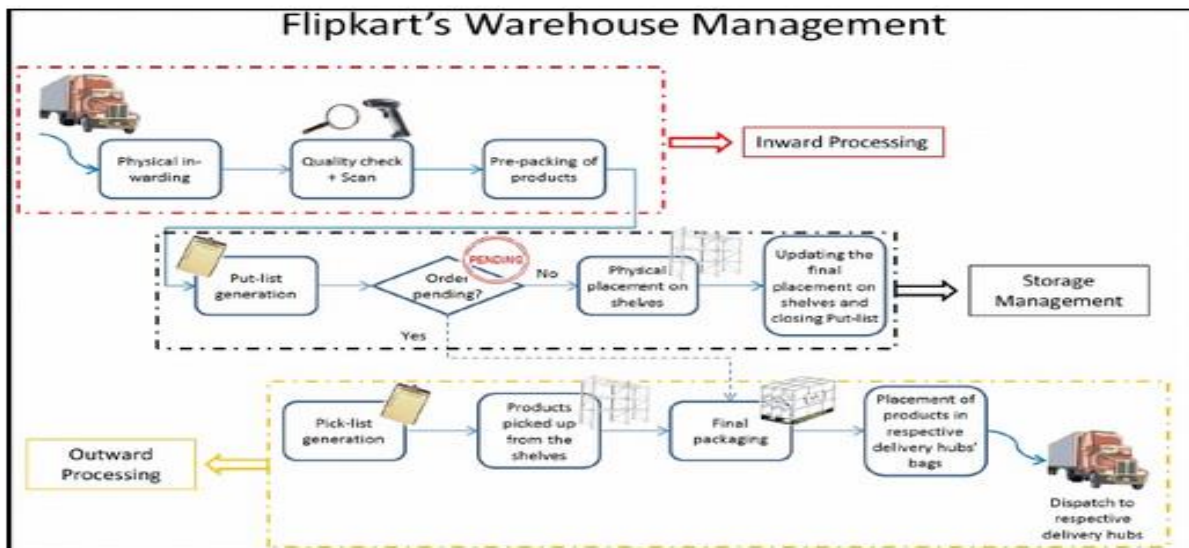 Flipkart's Warehouse Management
Physical in-
warding
Quality check
+ Scan
Pre-packing of
products
Inward Processing
Put-list
generation
Order
pending?
PENDING
No
Physical
placement on
shelves
Updating the
final
placement on
shelves and
closing Put-list
Storage
Management
Yes
Pick-list
generation
Products
picked up
from the
shelves
Final
packaging
Placement of
products in
respective
delivery hubs'
bags
Outward
Processing
Dispatch to
respective
delivery hubs